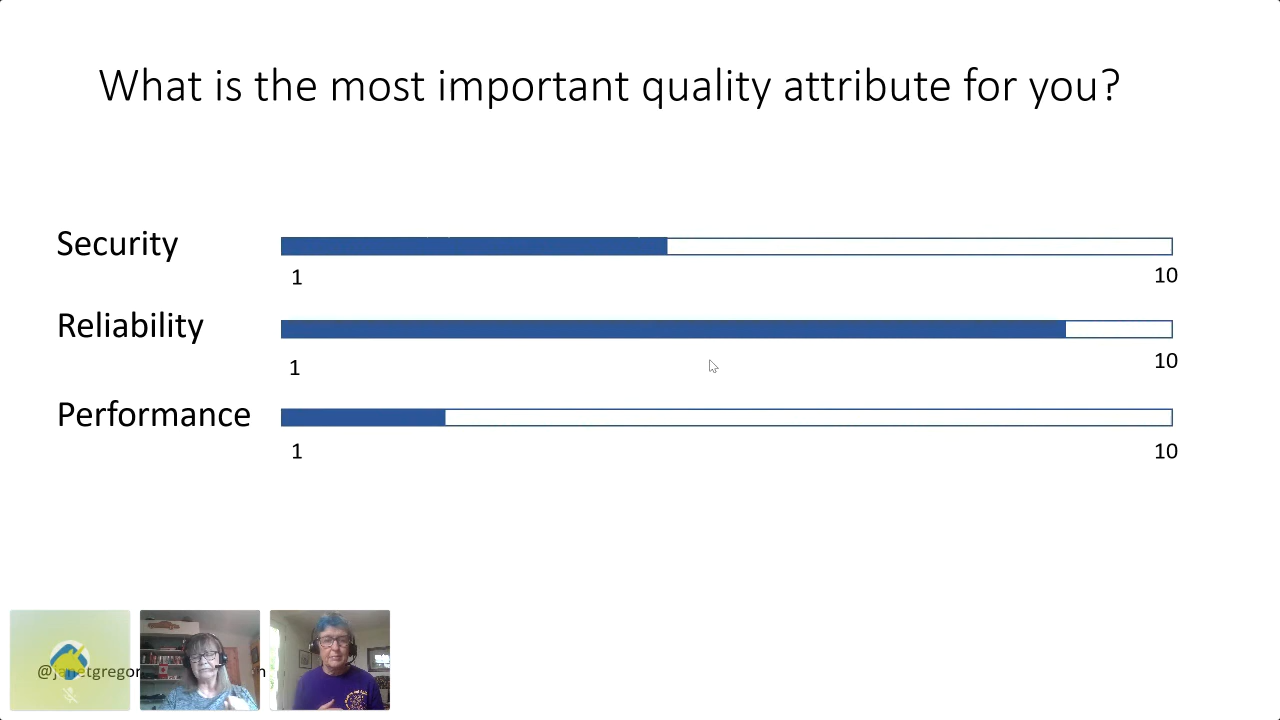 What is the most important quality attribute for you?
Security
1 10
Reliability
1 10
Performance
1 10